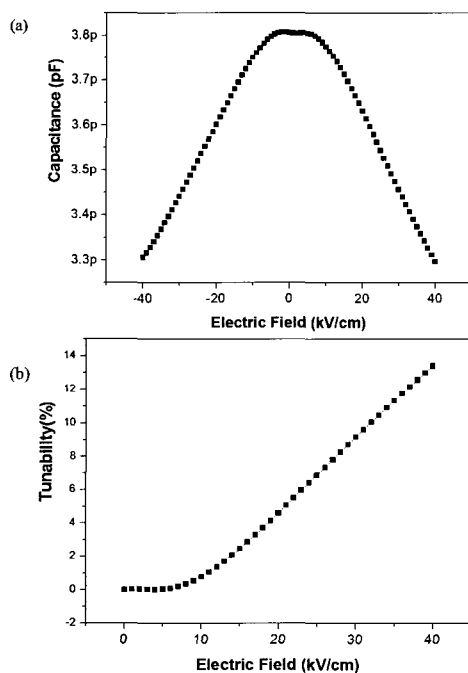 (a)
3.8p
3.7p
3.6p
3.5p
3.4p
3.3p
Capacitance (pF)
-40 -20 0 20 40
Electric Field (kV/cm)
(b)
14
12
10
8
6
4
2
0
-2
Tunability(%)
0 10 20 30 40
Electric Field (kV/cm)